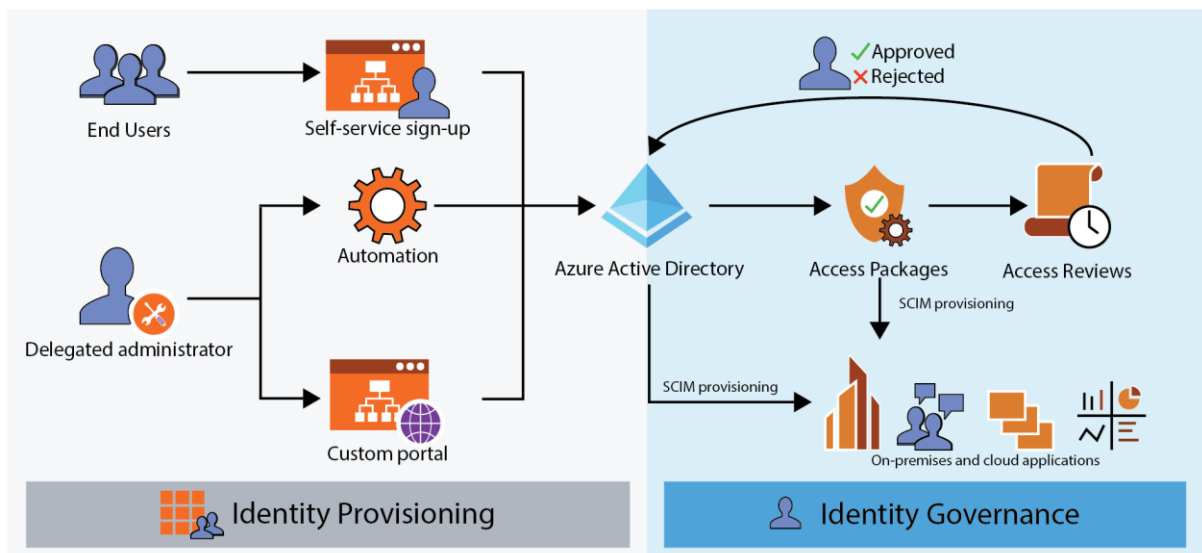 End Users
Self-service sign-up
Approved
Rejected
Automation
Delegated administrator
Custom portal
Azure Active Directory
Access Packages
Access Reviews
SCIM provisioning
SCIM provisioning
On-premises and cloud applications
Identity Provisioning
Identity Governance